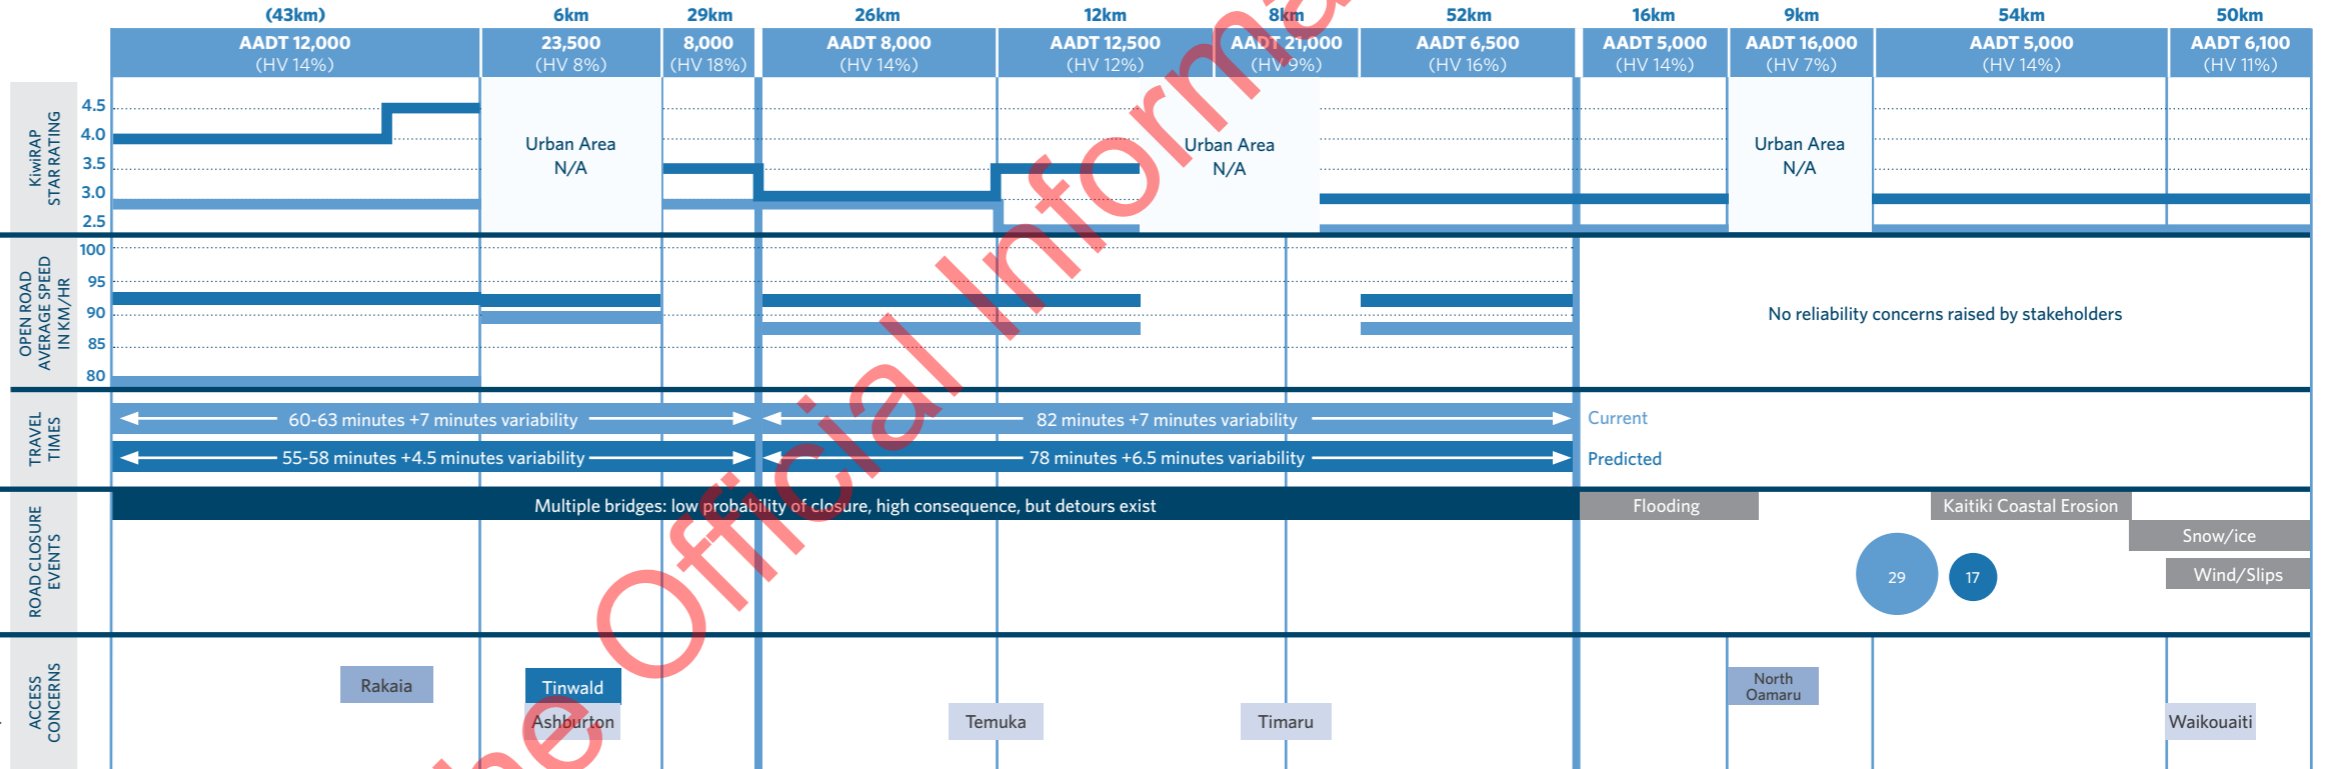 (43km) 6km 29km 26km 12km 8km 52km 16km 9km 54km 50km
AADT 12,000 23,500 8,000 AADT 8,000 AADT 12,500 AADT 21,000 AADT 6,500 AADT 5,000 AADT 16,000 AADT 5,000 AADT 6,100
(HV 14%) (HV 8%) (HV 18%) (HV 14%) (HV 12%) (HV 9%) (HV 16%) (HV 14%) (HV 7%) (HV 14%) (HV 11%)
KiwiRAP
STAR RATING
4.5
4.0
3.5
3.0
2.5
Urban Area
N/A
Urban Area
N/A
Urban Area
N/A
OPEN ROAD
AVERAGE SPEED
IN KM/HR
100
95
90
85
80
No reliability concerns raised by stakeholders
TRAVEL
TIMES
60-63 minutes +7 minutes variability 82 minutes +7 minutes variability Current
55-58 minutes +4.5 minutes variability 78 minutes +6.5 minutes variability Predicted
ROAD CLOSURE
EVENTS
Multiple bridges: low probability of closure, high consequence, but detours exist Flooding Kaitiki Coastal Erosion
Snow/ice
29 17 Wind/Slips
ACCESS
CONCERNS
Rakaia Tinwald North
Oamaru
Ashburton Temuka Timaru Waikouaiti
he Official Informa